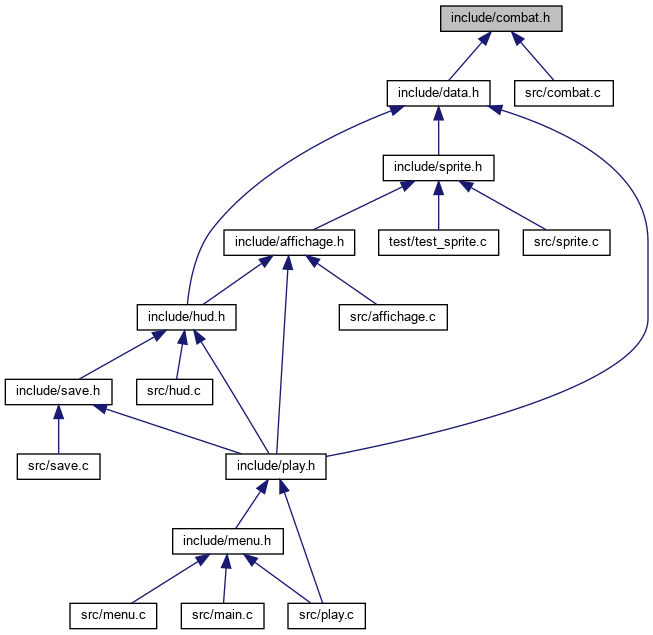 include/combat.h
include/data.h
src/combat.c
include/sprite.h
include/affichage.h
test/test_sprite.c
src/sprite.c
include/hud.h
src/affichage.c
include/save.h
src/hud.c
src/save.c
include/play.h
include/menu.h
src/menu.c
src/main.c
src/play.c